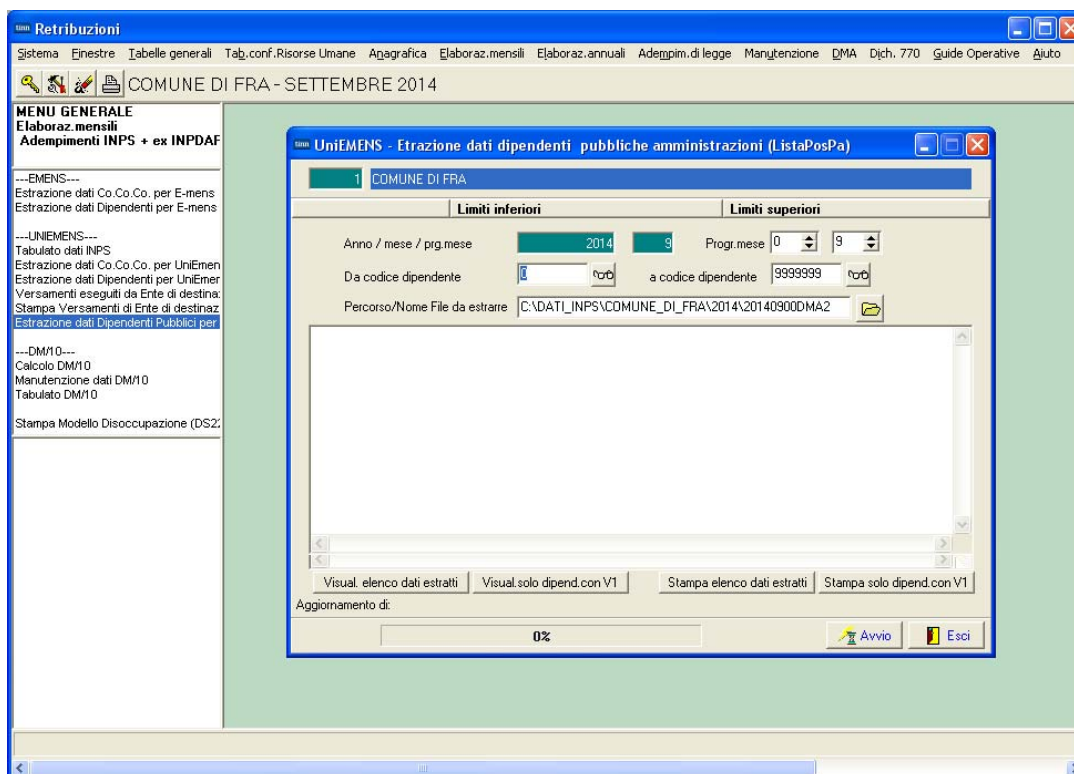 tinn Retribuzioni
Sistema Finestre Tabelle generali Tab.conf.Risorse Umane Anagrafica Elaboraz.mensili Elaboraz.annuali Adempim.di legge Manutenzione DMA Dich. 770 Guide Operative Aiuto
COMUNE DI FRA - SETTEMBRE 2014
MENU GENERALE
Elaboraz.mensili
Adempimenti INPS + ex INPDAF
---EMENS---
Estrazione dati Co.Co.Co. per E-mens
Estrazione dati Dipendenti per E-mens
---UNIEMENS---
Tabulato dati INPS
Estrazione dati Co.Co.Co. per UniEmen
Estrazione dati Dipendenti per UniEmer
Versamenti eseguiti da Ente di destina:
Stampa Versamenti di Ente di destinaz
Estrazione dati Dipendenti Pubblici per
---DM/10---
Calcolo DM/10
Manutenzione dati DM/10
Tabulato DM/10
Stampa Modello Disoccupazione (DS22
tinn UniEMENS - Etrazione dati dipendenti pubbliche amministrazioni (ListaPosPa)
1 COMUNE DI FRA
Limiti inferiori Limiti superiori
Anno / mese / prg.mese 2014 9 Progr.mese 0 9
Da codice dipendente 0 a codice dipendente 9999999
Percorso/Nome File da estrarre C:\DATI_INPS\COMUNE_DI_FRA\2014\20140900DMA2
Visual. elenco dati estratti Visual.solo dipend.con V1 Stampa elenco dati estratti Stampa solo dipend.con V1
Aggiornamento di:
0% Avvio Esci